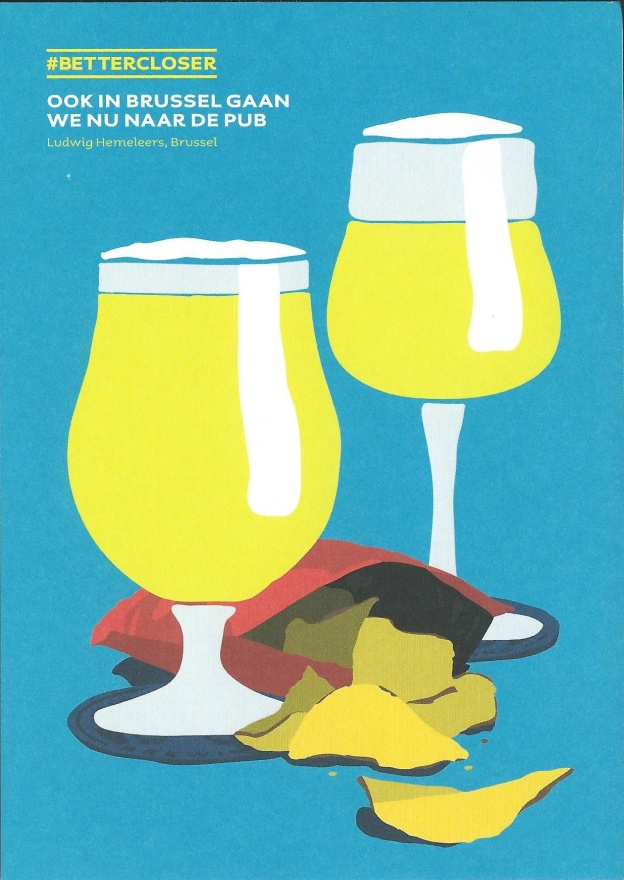 #BETTERCLOSER
OOK IN BRUSSEL GAAN
WE NU NAAR DE PUB
Ludwig Hemeleers, Brussel